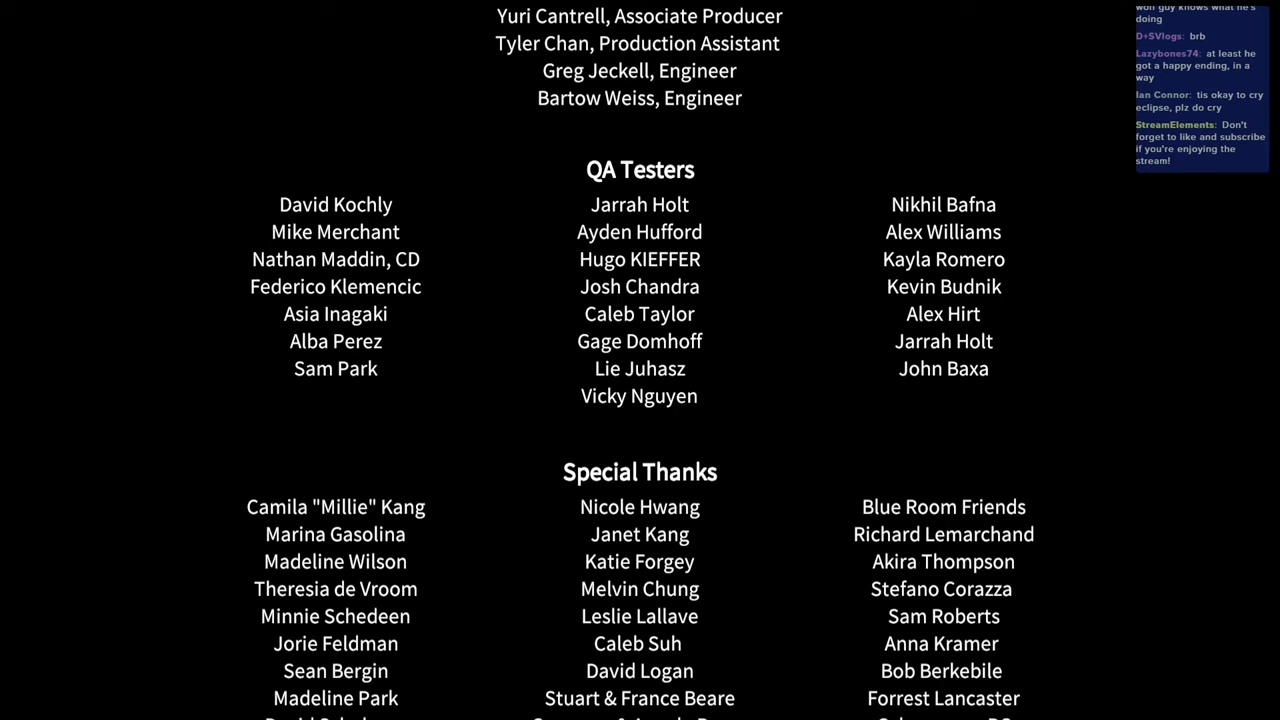 Yuri Cantrell, Associate Producer
Tyler Chan, Production Assistant
Greg Jeckell, Engineer
Bartow Weiss, Engineer
QA Testers
David Kochly
Mike Merchant
Nathan Maddin, CD
Federico Klemencic
Asia Inagaki
Alba Perez
Sam Park
Jarrah Holt
Ayden Hufford
Hugo KIEFFER
Josh Chandra
Caleb Taylor
Gage Domhoff
Lie Juhasz
Vicky Nguyen
Nikhil Bafna
Alex Williams
Kayla Romero
Kevin Budnik
Alex Hirt
Jarrah Holt
John Baxa
Special Thanks
Camila "Millie" Kang
Marina Gasolina
Madeline Wilson
Theresia de Vroom
Minnie Schedeen
Jorie Feldman
Sean Bergin
Madeline Park
Nicole Hwang
Janet Kang
Katie Forgey
Melvin Chung
Leslie Lallave
Caleb Suh
David Logan
Stuart & France Beare
Blue Room Friends
Richard Lemarchand
Akira Thompson
Stefano Corazza
Sam Roberts
Anna Kramer
Bob Berkebile
Forrest Lancaster
guy knows what he's
doing
D+SVlogs: brb
Lazybones74: at least he
got a happy ending, in a
way
Ian Connor: tis okay to cry
eclipse, plz do cry
StreamElements: Don't
forget to like and subscribe
if you're enjoying the
stream!